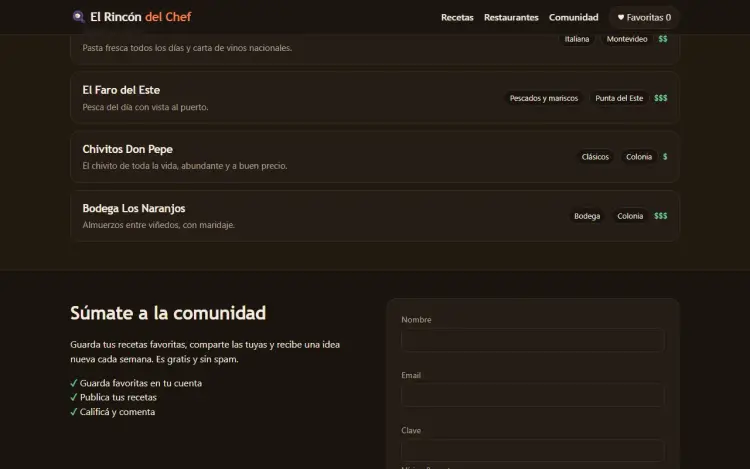 El Rincón del Chef
Recetas Restaurantes Comunidad ♥ Favoritas 0
Pasta fresca todos los días y carta de vinos nacionales.
Italiana Montevideo $$
El Faro del Este
Pesca del día con vista al puerto.
Pescados y mariscos Punta del Este $$$
Chivitos Don Pepe
El chivito de toda la vida, abundante y a buen precio.
Clásicos Colonia $
Bodega Los Naranjos
Almuerzos entre viñedos, con maridaje.
Bodega Colonia $$$
Súmate a la comunidad
Guarda tus recetas favoritas, comparte las tuyas y recibe una idea
nueva cada semana. Es gratis y sin spam.
✓ Guarda favoritas en tu cuenta
✓ Publica tus recetas
✓ Calificá y comenta
Nombre
Email
Clave